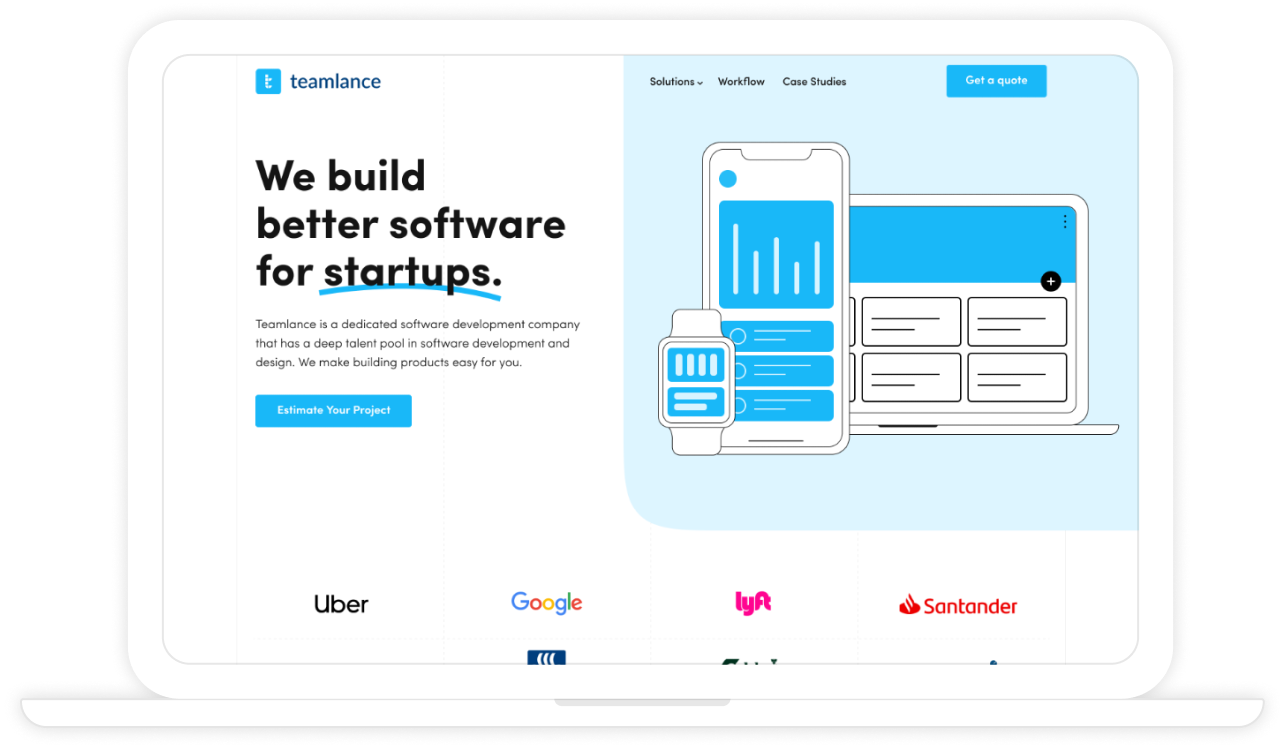 teamlance
Solutions Workflow Case Studies
Get a quote
We build
better software
for startups.
Teamlance is a dedicated software development company
that has a deep talent pool in software development and
design. We make building products easy for you.
Estimate Your Project
Uber
Google
lyft
Santander